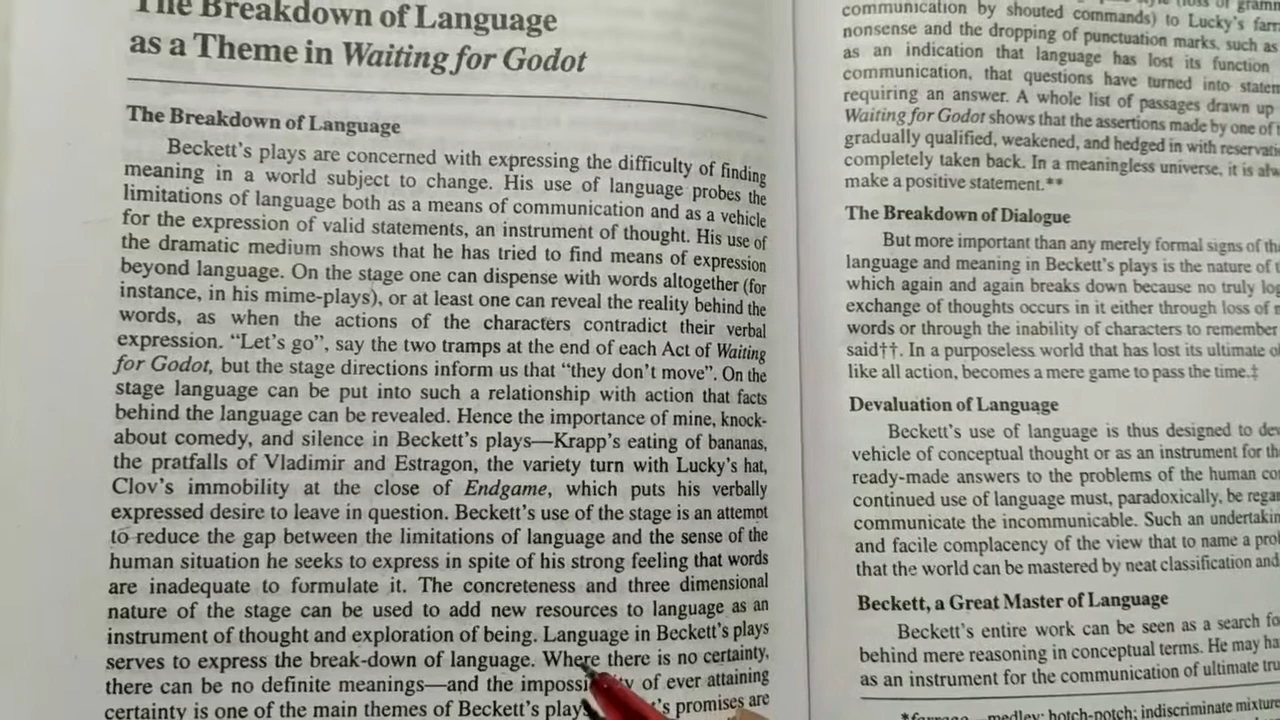 The Breakdown of Language
as a Theme in Waiting for Godot
The Breakdown of Language
Beckett's plays are concerned with expressing the difficulty of finding
meaning in a world subject to change. His use of language probes the
limitations of language both as a means of communication and as a vehicle
for the expression of valid statements, an instrument of thought. His use of
the dramatic medium shows that he has tried to find means of expression
beyond language. On the stage one can dispense with words altogether (for
instance, in his mime-plays), or at least one can reveal the reality behind the
words, as when the actions of the characters contradict their verbal
expression. “Let's go”, say the two tramps at the end of each Act of Waiting
for Godot, but the stage directions inform us that “they don't move”. On the
stage language can be put into such a relationship with action that facts
behind the language can be revealed. Hence the importance of mine, knock-
about comedy, and silence in Beckett's plays—Krapp's eating of bananas,
the pratfalls of Vladimir and Estragon, the variety turn with Lucky's hat,
Clov's immobility at the close of Endgame, which puts his verbally
expressed desire to leave in question. Beckett's use of the stage is an attempt
to reduce the gap between the limitations of language and the sense of the
human situation he seeks to express in spite of his strong feeling that words
are inadequate to formulate it. The concreteness and three dimensional
nature of the stage can be used to add new resources to language as an
instrument of thought and exploration of being. Language in Beckett's plays
serves to express the break-down of language. Where there is no certainty,
there can be no definite meanings—and the of ever attaining
certainty is one of the main themes of Beckett's plays promises are
communication by shouted commands) to Lucky's
nonsense and the dropping of punctuation marks, such as
as an indication that language has lost its function
communication, that questions have turned into
requiring an answer. A whole list of passages drawn up
Waiting for Godot shows that the assertions made by one of
gradually qualified, weakened, and hedged in with
completely taken back. In a meaningless universe, it is
make a positive statement.**
The Breakdown of Dialogue
But more important than any merely formal signs of
language and meaning in Beckett's plays is the nature of
which again and again breaks down because no truly
exchange of thoughts occurs in it either through loss of
words or through the inability of characters to remember
said††. In a purposeless world that has lost its ultimate
like all action, becomes a mere game to pass the time.‡
Devaluation of Language
Beckett's use of language is thus designed to
vehicle of conceptual thought or as an instrument for
ready-made answers to the problems of the human
continued use of language must, paradoxically, be
communicate the incommunicable. Such an
and facile complacency of the view that to name a
that the world can be mastered by neat classification and
Beckett, a Great Master of Language
Beckett's entire work can be seen as a search
behind mere reasoning in conceptual terms. He may
as an instrument for the communication of ultimate
medley; hotch-potch; indiscriminate